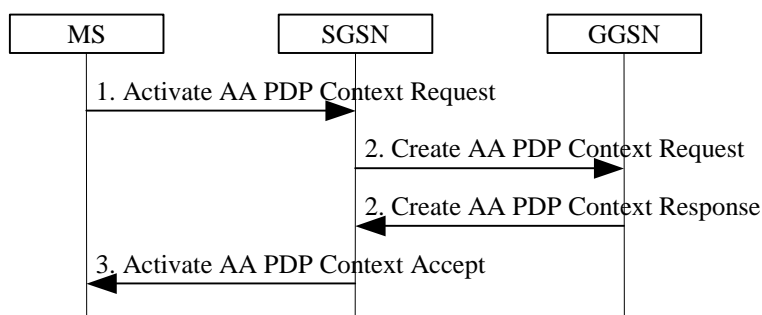 MS SGSN GGSN
1. Activate AA PDP Context Request
2. Create AA PDP Context Request
2. Create AA PDP Context Response
3. Activate AA PDP Context Accept